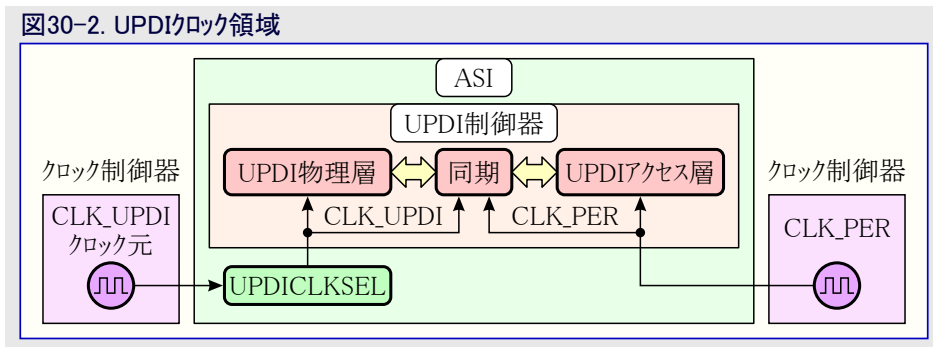 図30-2. UPDIクロック領域
ASI
UPDI制御器
クロック制御器
UPDI物理層
同期
UPDIアクセス層
クロック制御器
CLK_UPDI
クロック元
CLK_UPDI
CLK_PER
CLK_PER
UPDICLKSEL